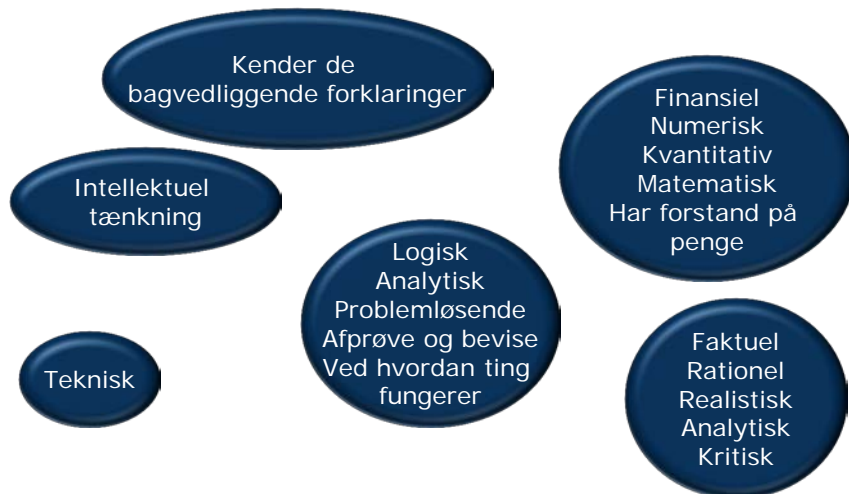 Kender de
bagvedliggende forklaringer
Finansiel
Numerisk
Kvantitativ
Matematisk
Har forstand på
penge
Intellektuel
tænkning
Logisk
Analytisk
Problemløsende
Afprøve og bevise
Ved hvordan ting
fungerer
Teknisk
Faktuel
Rationel
Realistisk
Analytisk
Kritisk